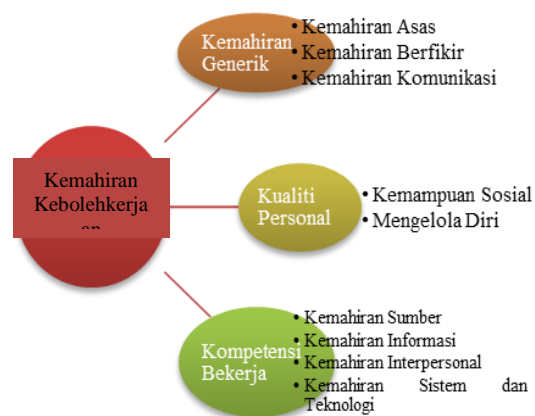 Kemahiran
Generik
• Kemahiran Asas
• Kemahiran Berfikir
• Kemahiran Komunikasi
Kemahiran
Kebolehkerja
an
Kualiti
Personal
• Kemampuan Sosial
• Mengelola Diri
Kompetensi
Bekerja
• Kemahiran Sumber
• Kemahiran Informasi
• Kemahiran Interpersonal
• Kemahiran Sistem dan
Teknologi